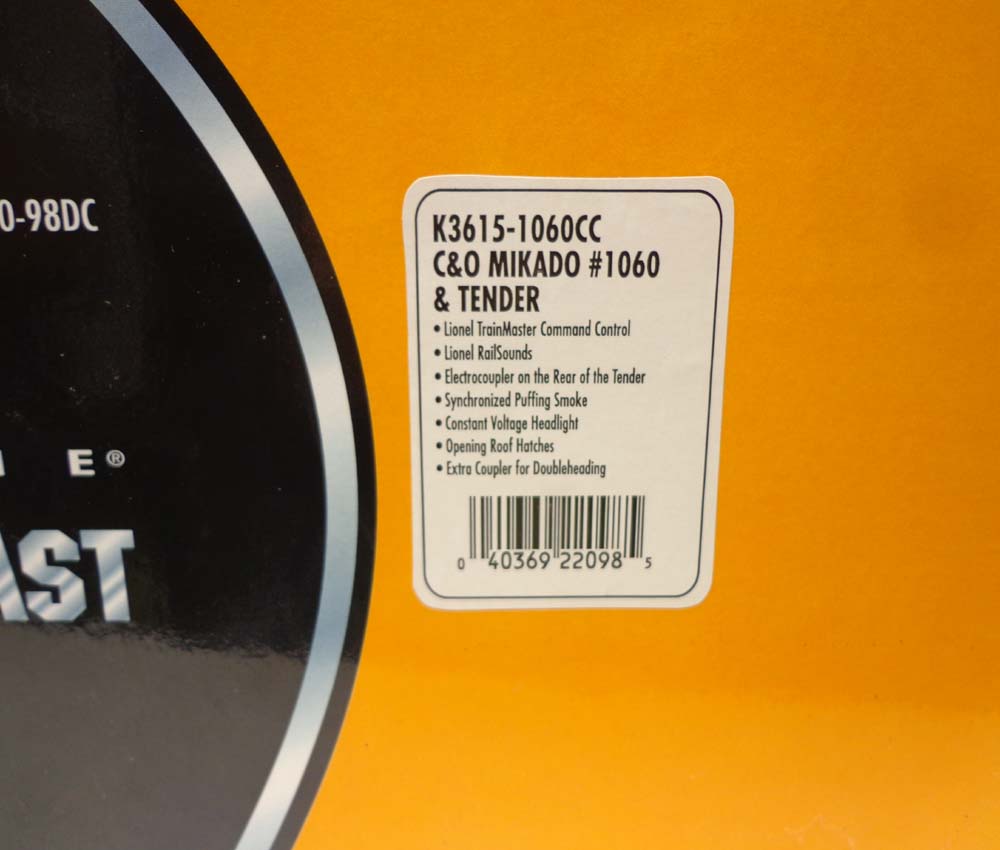 0-98DC
E®
AST
K3615-1060CC
C&O MIKADO #1060
& TENDER
• Lionel TrainMaster Command Control
• Lionel RailSounds
• Electrocoupler on the Rear of the Tender
• Synchronized Puffing Smoke
• Constant Voltage Headlight
• Opening Roof Hatches
• Extra Coupler for Doubleheading
0 40369 22098 5